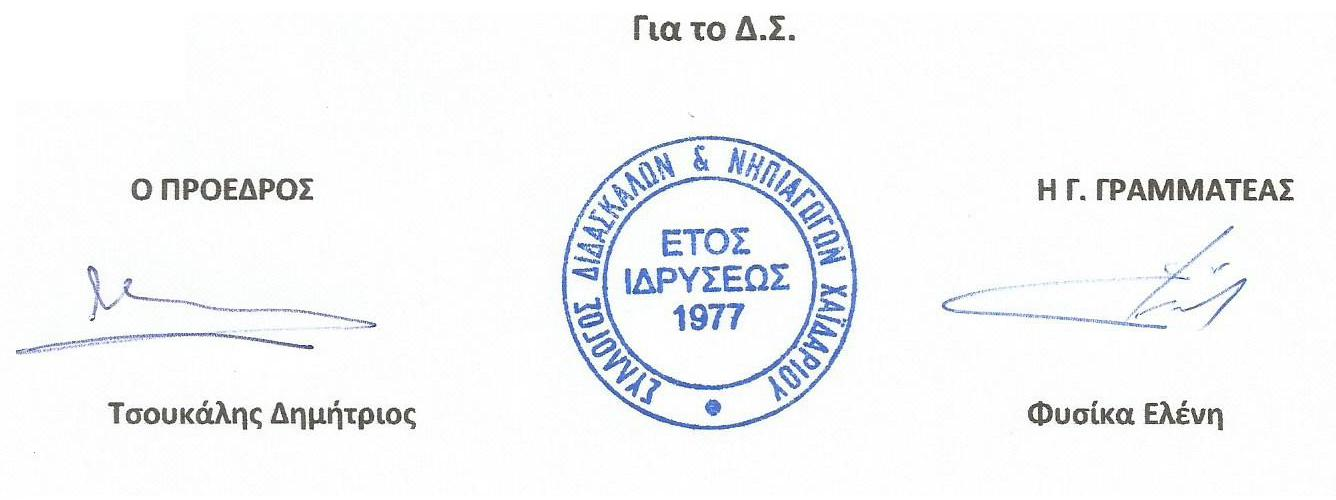 Για το Δ.Σ.
Ο ΠΡΟΕΔΡΟΣ
Η Γ. ΓΡΑΜΜΑΤΕΑΣ
ΣΥΛΛΟΓΟΣ ΔΙΔΑΣΚΑΛΩΝ & ΝΗΠΙΑΓΩΓΩΝ ΧΑΪΔΑΡΙΟΥ
ΕΤΟΣ
ΙΔΡΥΣΕΩΣ
1977
Τσουκάλης Δημήτριος
Φυσίκα Ελένη